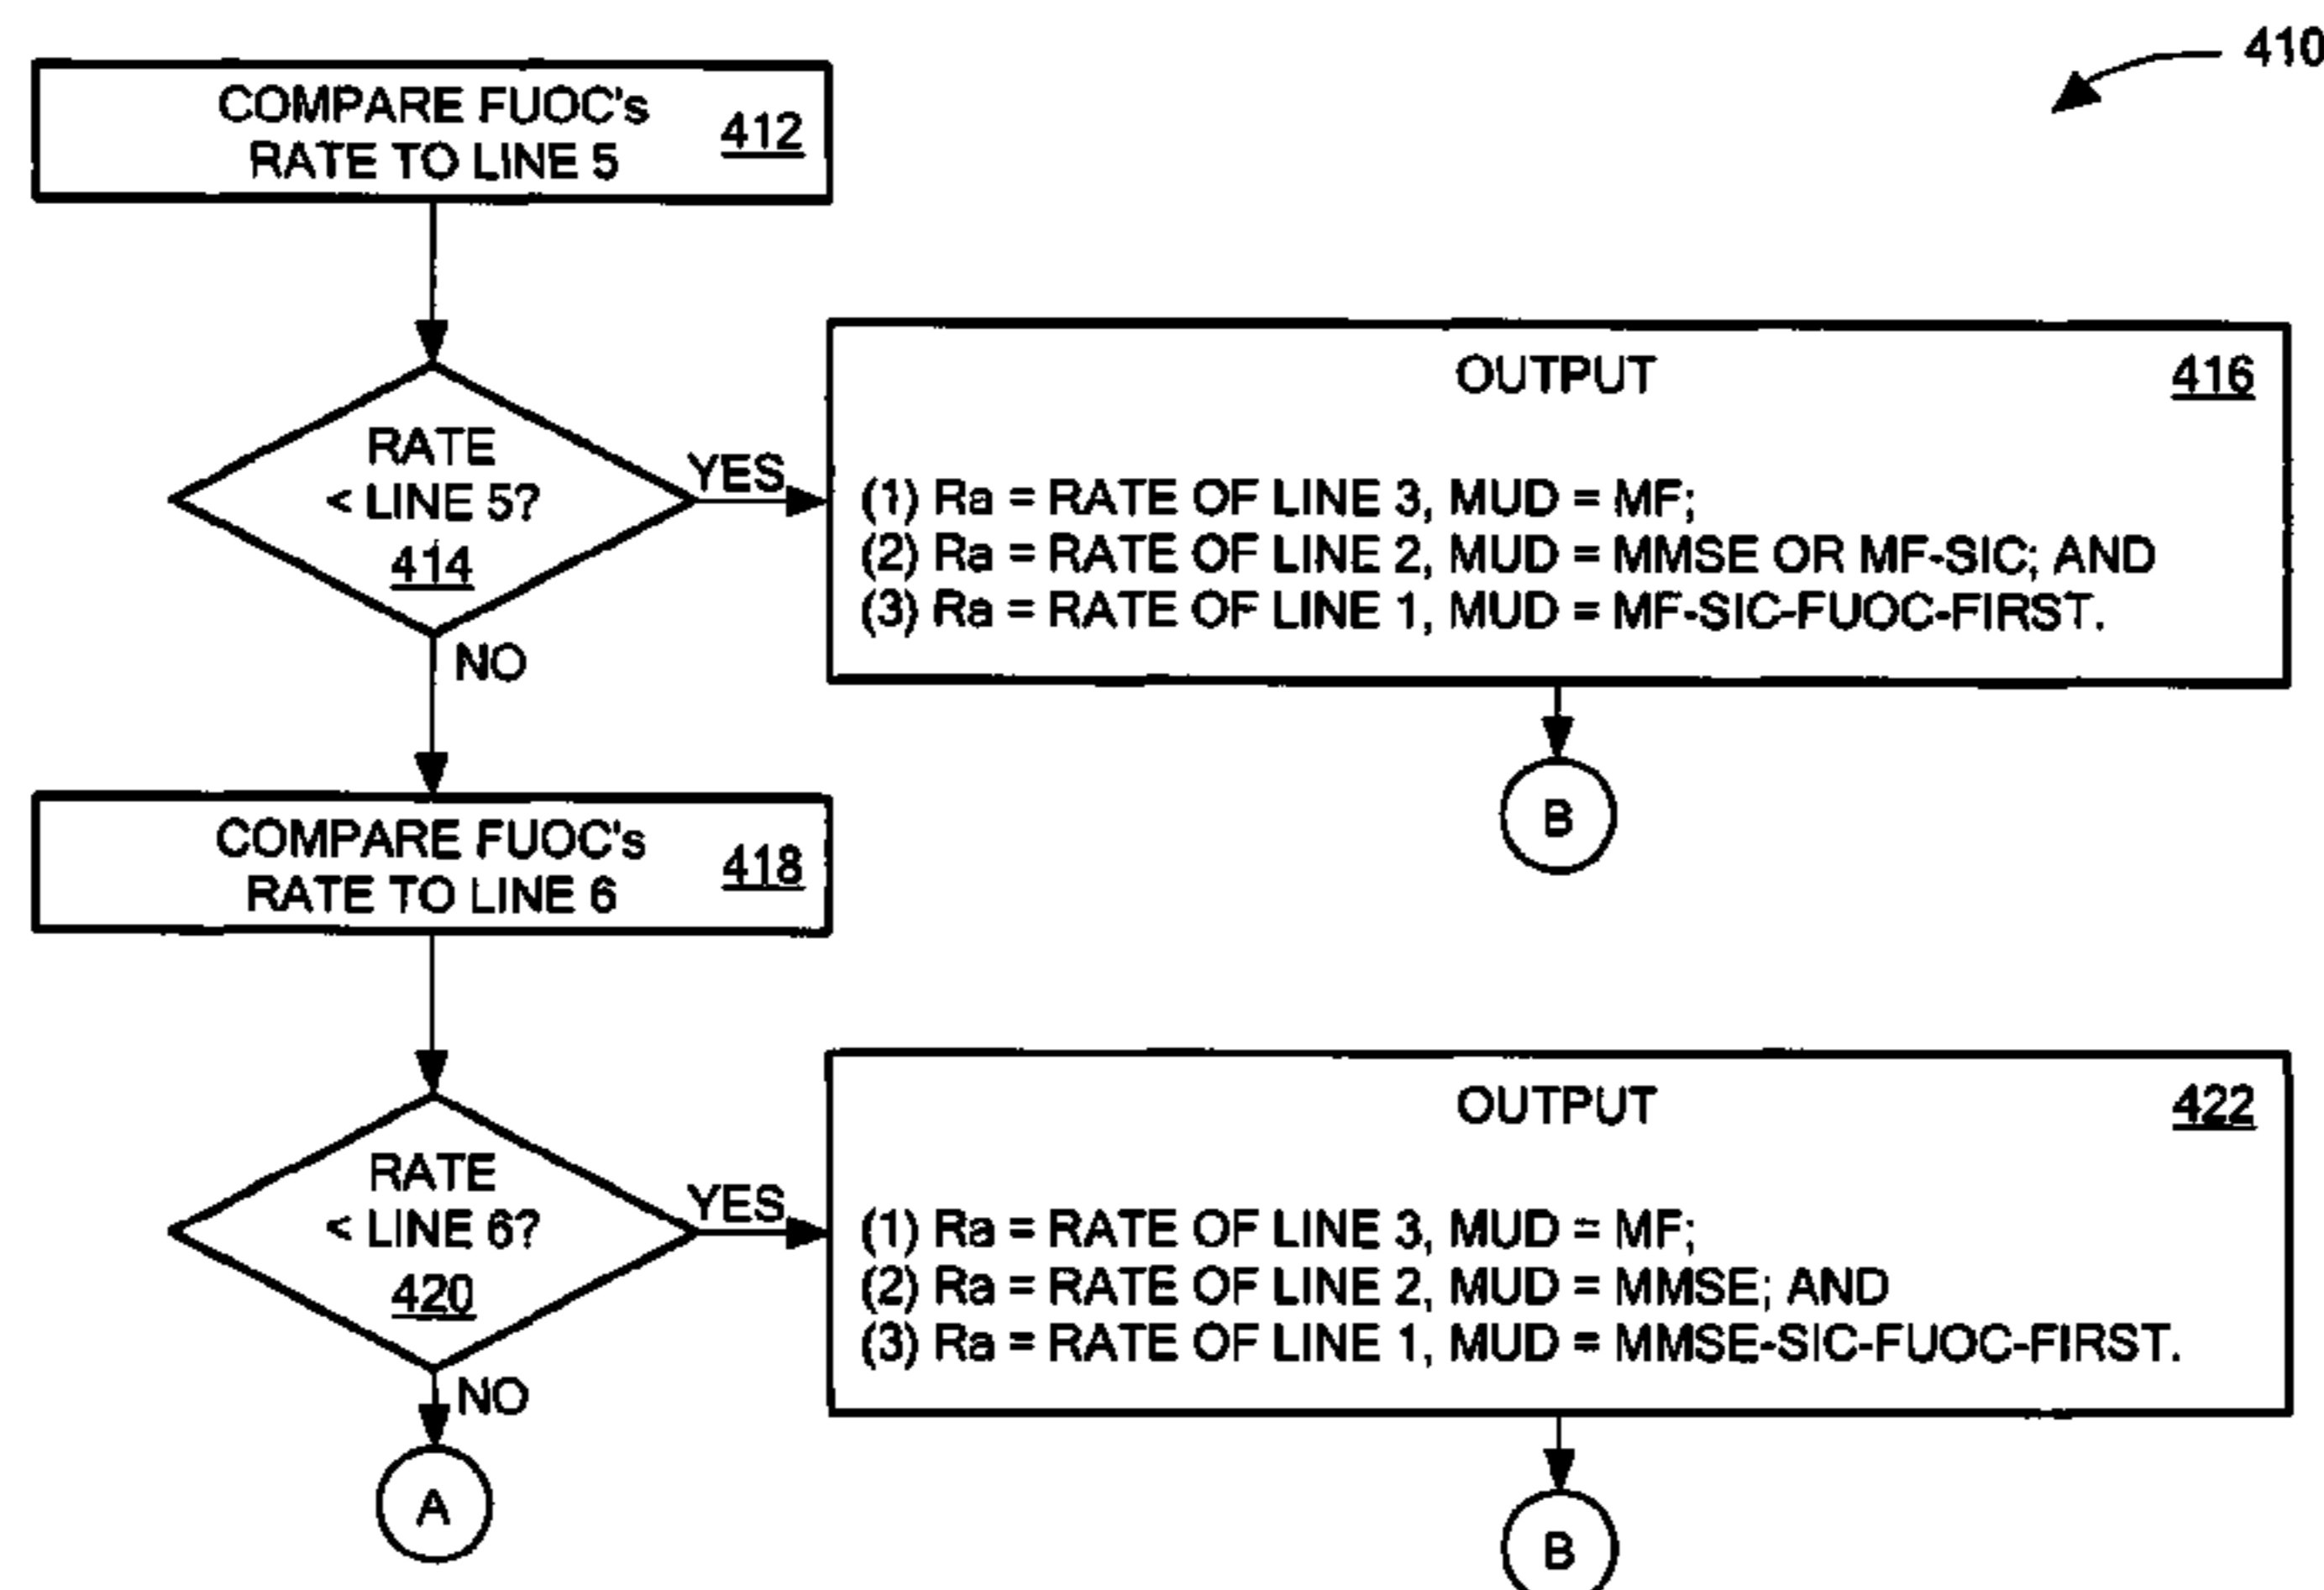 410
COMPARE FUOC's
RATE TO LINE 5
412
RATE
< LINE 5?
414
YES
NO
OUTPUT
416
(1) Ra = RATE OF LINE 3, MUD = MF;
(2) Ra = RATE OF LINE 2, MUD = MMSE OR MF-SIC; AND
(3) Ra = RATE OF LINE 1, MUD = MF-SIC-FUOC-FIRST.
B
COMPARE FUOC's
RATE TO LINE 6
418
RATE
< LINE 6?
420
YES
NO
OUTPUT
422
(1) Ra = RATE OF LINE 3, MUD = MF;
(2) Ra = RATE OF LINE 2, MUD = MMSE; AND
(3) Ra = RATE OF LINE 1, MUD = MMSE-SIC-FUOC-FIRST.
A
B